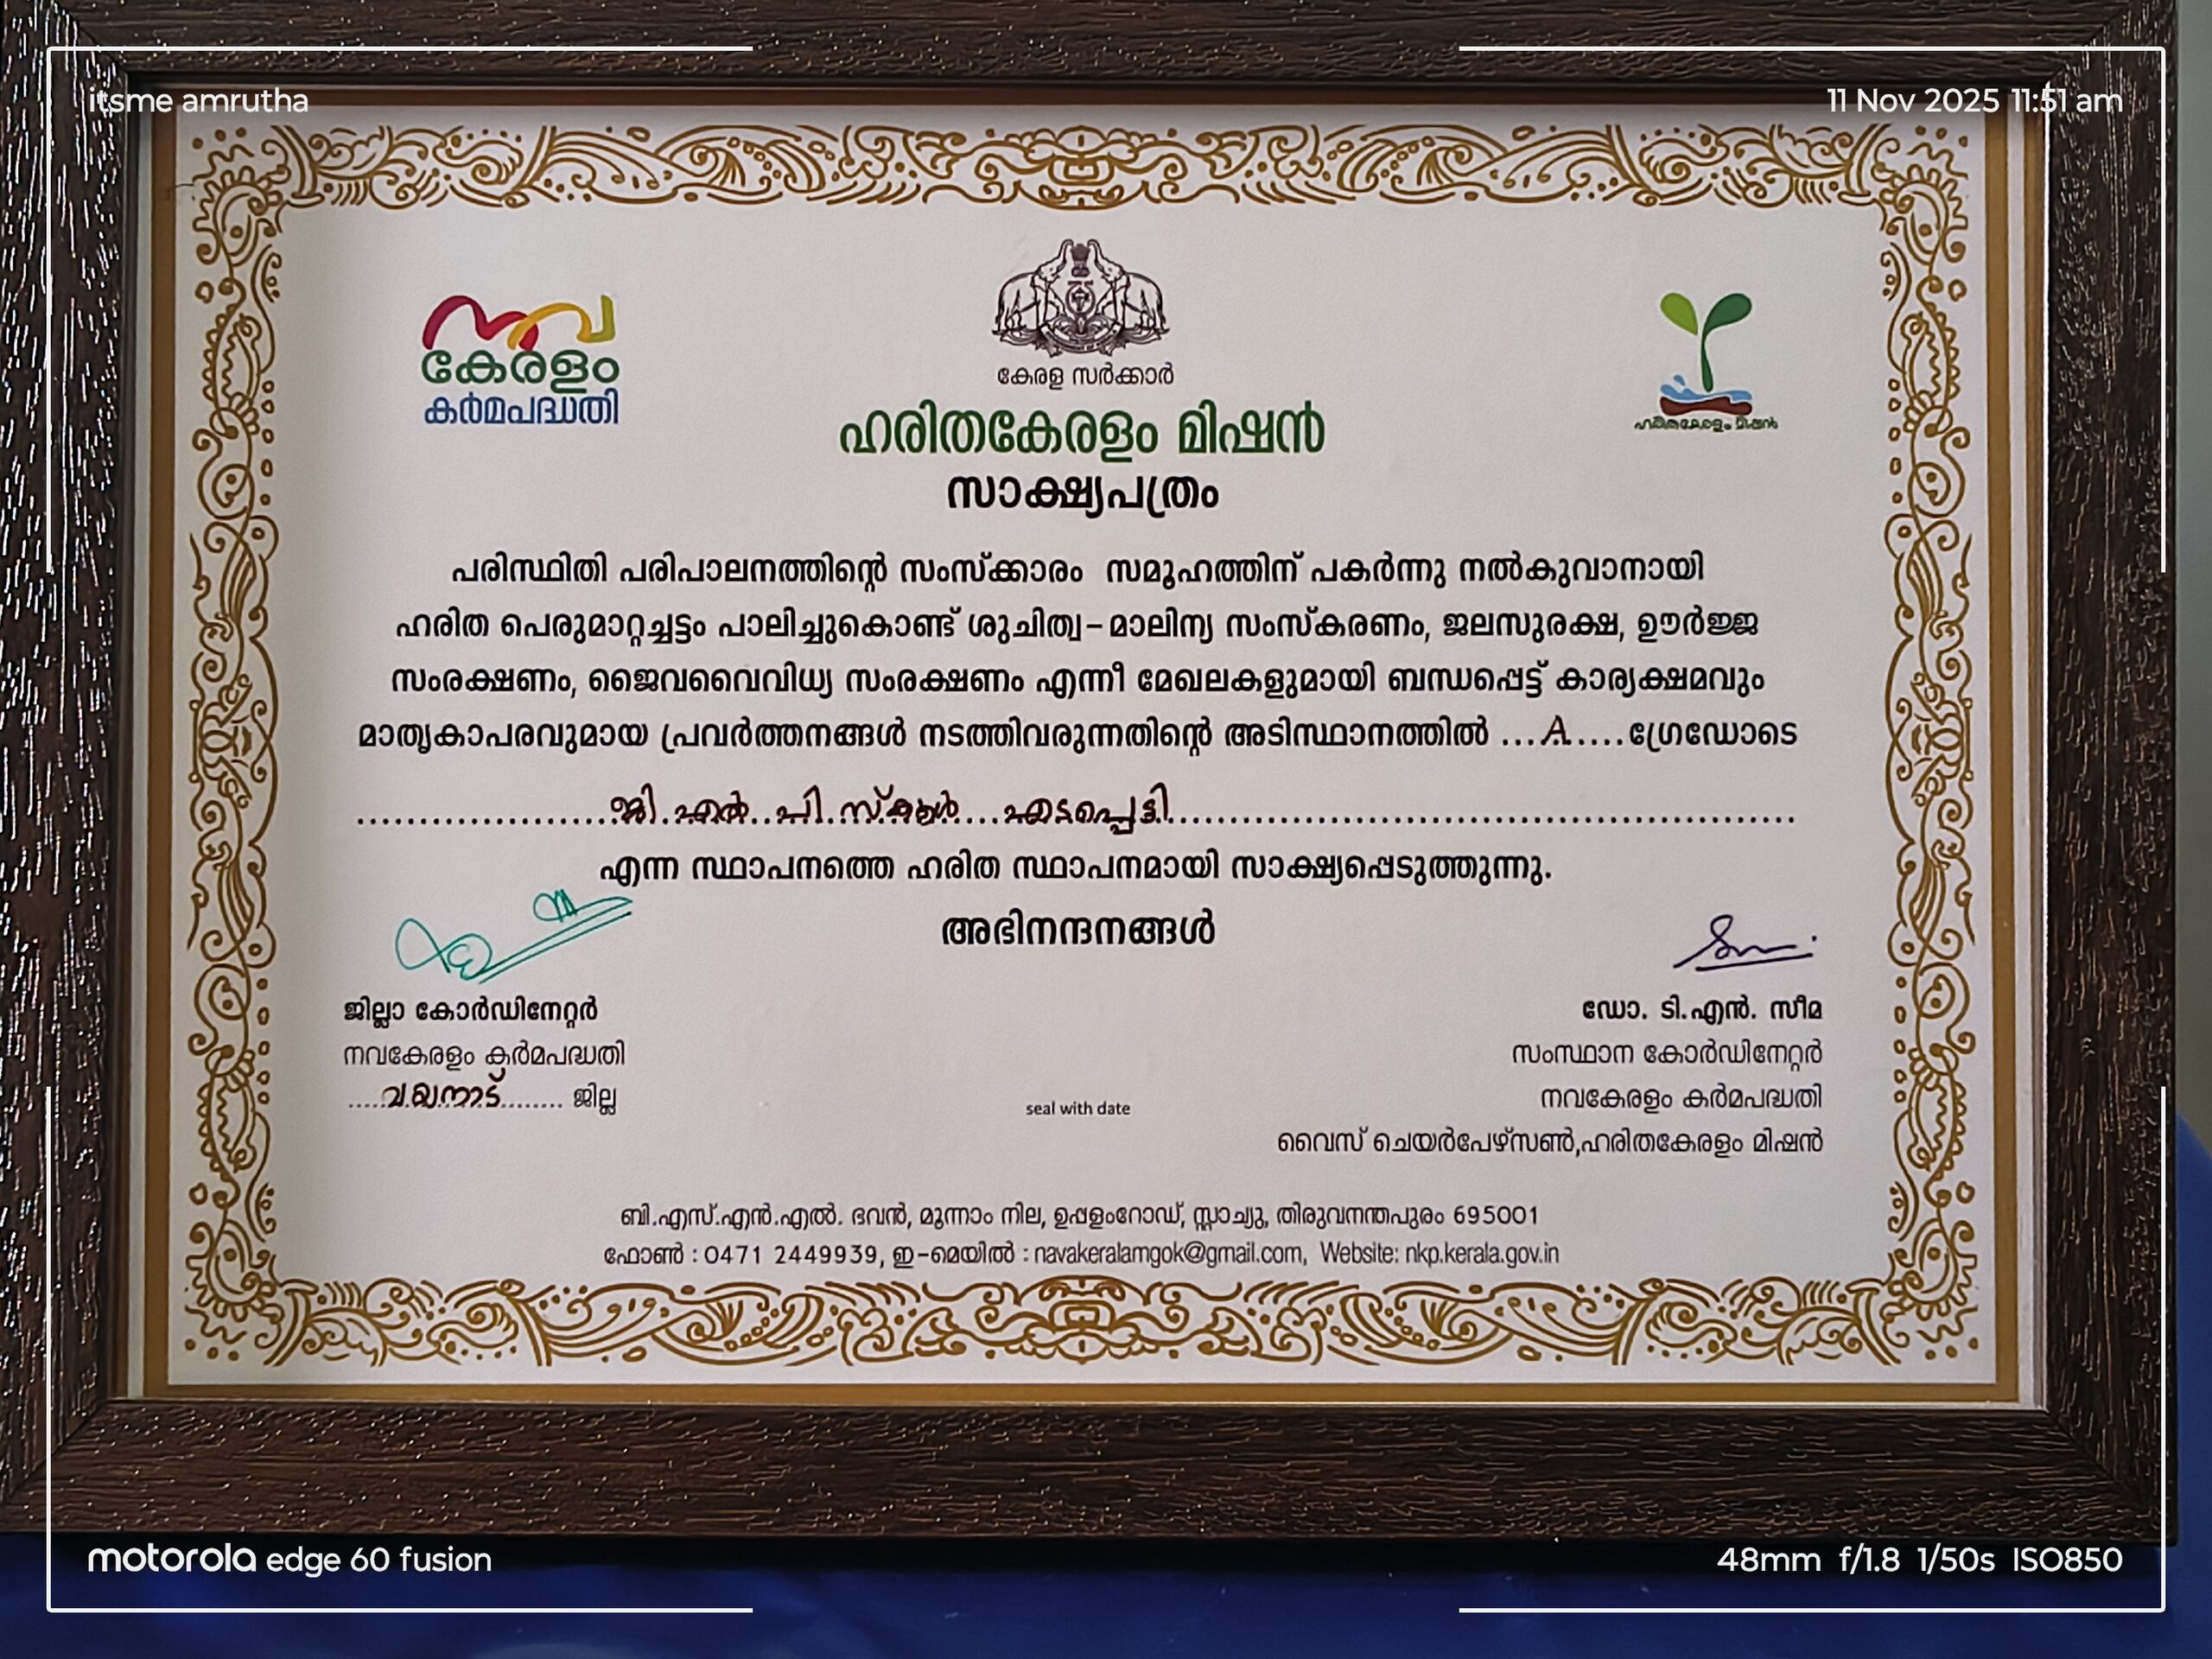 itsme amrutha
11 Nov 2025 11:51 am
നവ
കേരളം
കർമപദ്ധതി
കേരള സർക്കാർ
ഹരിതകേരളം മിഷൻ
ഹരിതകേരളം മിഷൻ
സാക്ഷ്യപത്രം
പരിസ്ഥിതി പരിപാലനത്തിന്റെ സംസ്ക്കാരം സമൂഹത്തിന് പകർന്നു നൽകുവാനായി
ഹരിത പെരുമാറ്റച്ചട്ടം പാലിച്ചുകൊണ്ട് ശുചിത്വ-മാലിന്യ സംസ്കരണം, ജലസുരക്ഷ, ഊർജ്ജ
സംരക്ഷണം, ജൈവവൈവിധ്യ സംരക്ഷണം എന്നീ മേഖലകളുമായി ബന്ധപ്പെട്ട് കാര്യക്ഷമവും
മാതൃകാപരവുമായ പ്രവർത്തനങ്ങൾ നടത്തിവരുന്നതിന്റെ അടിസ്ഥാനത്തിൽ ...A.....ഗ്രേഡോടെ
ജി. എൽ. പി. സ്കൂൾ എടപ്പെട്ടി
എന്ന സ്ഥാപനത്തെ ഹരിത സ്ഥാപനമായി സാക്ഷ്യപ്പെടുത്തുന്നു.
അഭിനന്ദനങ്ങൾ
ജില്ലാ കോർഡിനേറ്റർ
നവകേരളം കർമപദ്ധതി
.....വയനാട്........ ജില്ല
seal with date
ഡോ. ടി.എൻ. സീമ
സംസ്ഥാന കോർഡിനേറ്റർ
നവകേരളം കർമപദ്ധതി
വൈസ് ചെയർപേഴ്സൺ,ഹരിതകേരളം മിഷൻ
ബി.എസ്.എൻ.എൽ. ഭവൻ, മൂന്നാം നില, ഉപ്പളംറോഡ്, സ്റ്റാച്യു, തിരുവനന്തപുരം 695001
ഫോൺ : 0471 2449939, ഇ-മെയിൽ : navakeralamgok@gmail.com, Website: nkp.kerala.gov.in
motorola edge 60 fusion
48mm f/1.8 1/50s ISO850